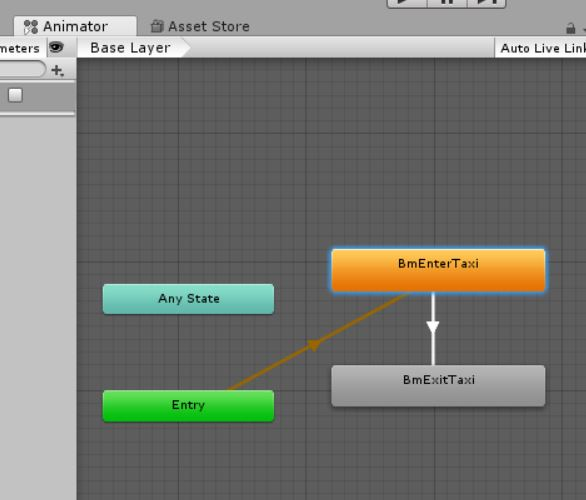 Animator
Asset Store
meters
Base Layer
Auto Live Link
BmEnterTaxi
Any State
BmExitTaxi
Entry